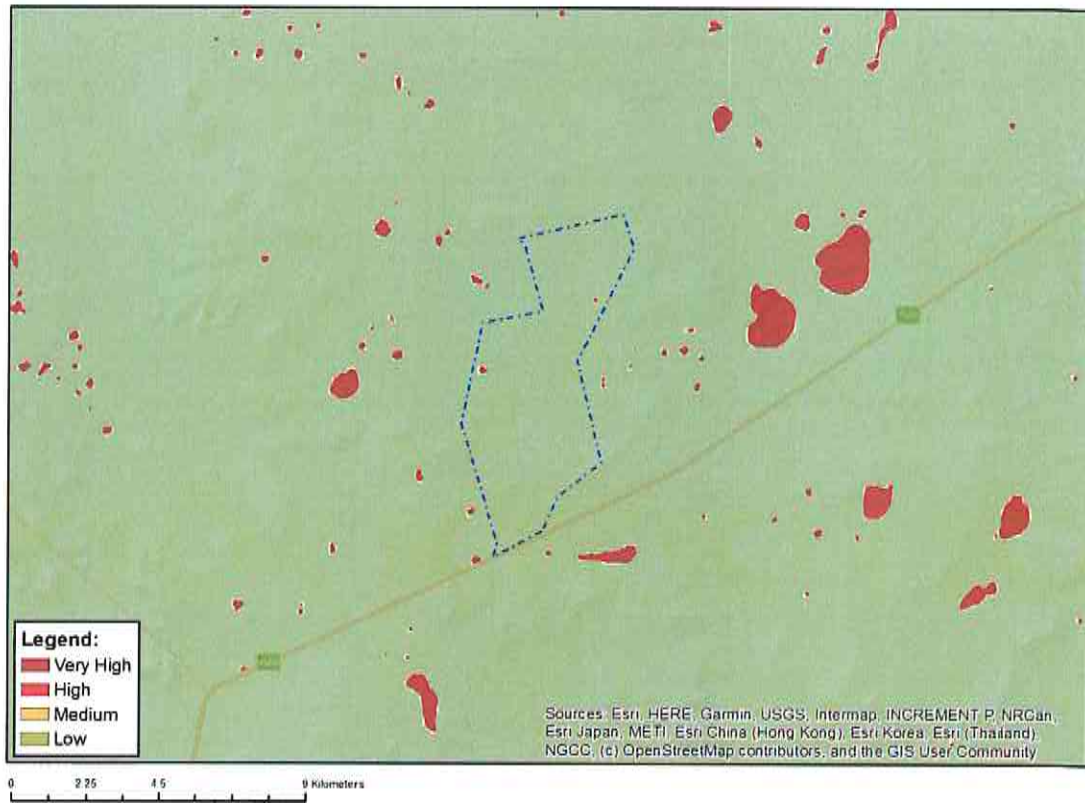 Legend:
Very High
High
Medium
Low
Sources: Esri, HERE, Garmin, USGS, Intermap, INCREMENT P, NRCan,
Esri Japan, METI, Esri China (Hong Kong), Esri Korea, Esri (Thailand),
NGCC, (c) OpenStreetMap contributors, and the GIS User Community
0 2.25 4.5 9 Kilometers